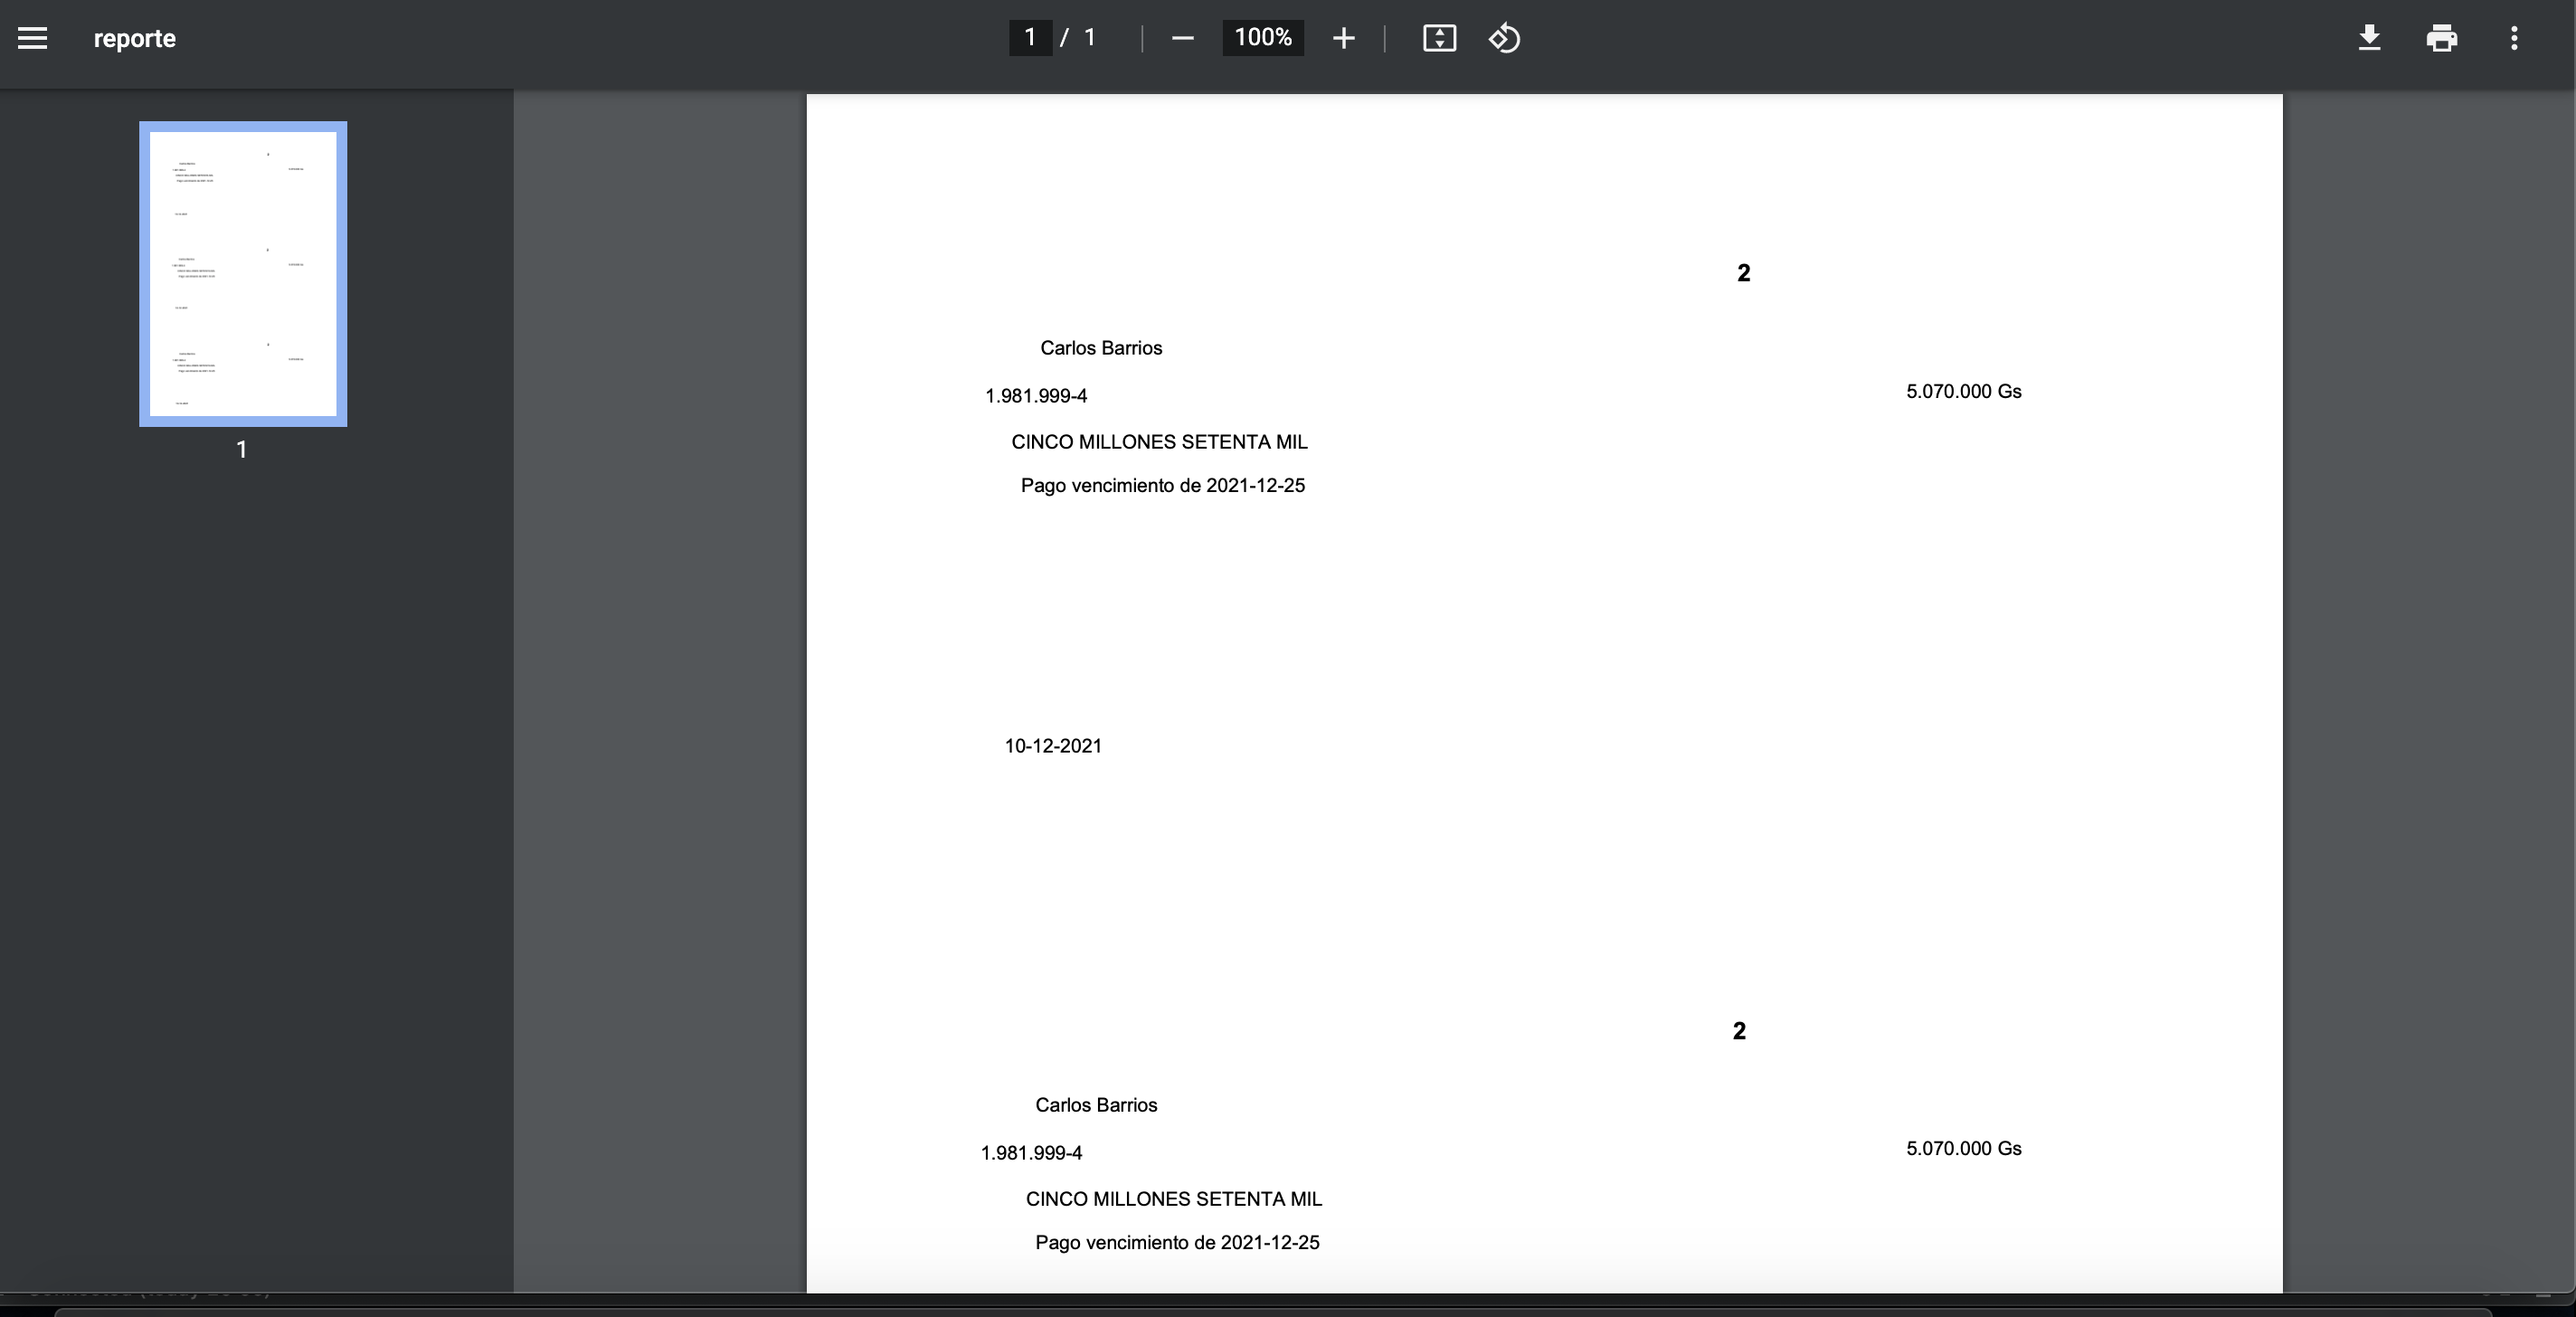 reporte
1 / 1
100%
1
2
Carlos Barrios
1.981.999-4
5.070.000 Gs
CINCO MILLONES SETENTA MIL
Pago vencimiento de 2021-12-25
10-12-2021
2
Carlos Barrios
1.981.999-4
5.070.000 Gs
CINCO MILLONES SETENTA MIL
Pago vencimiento de 2021-12-25